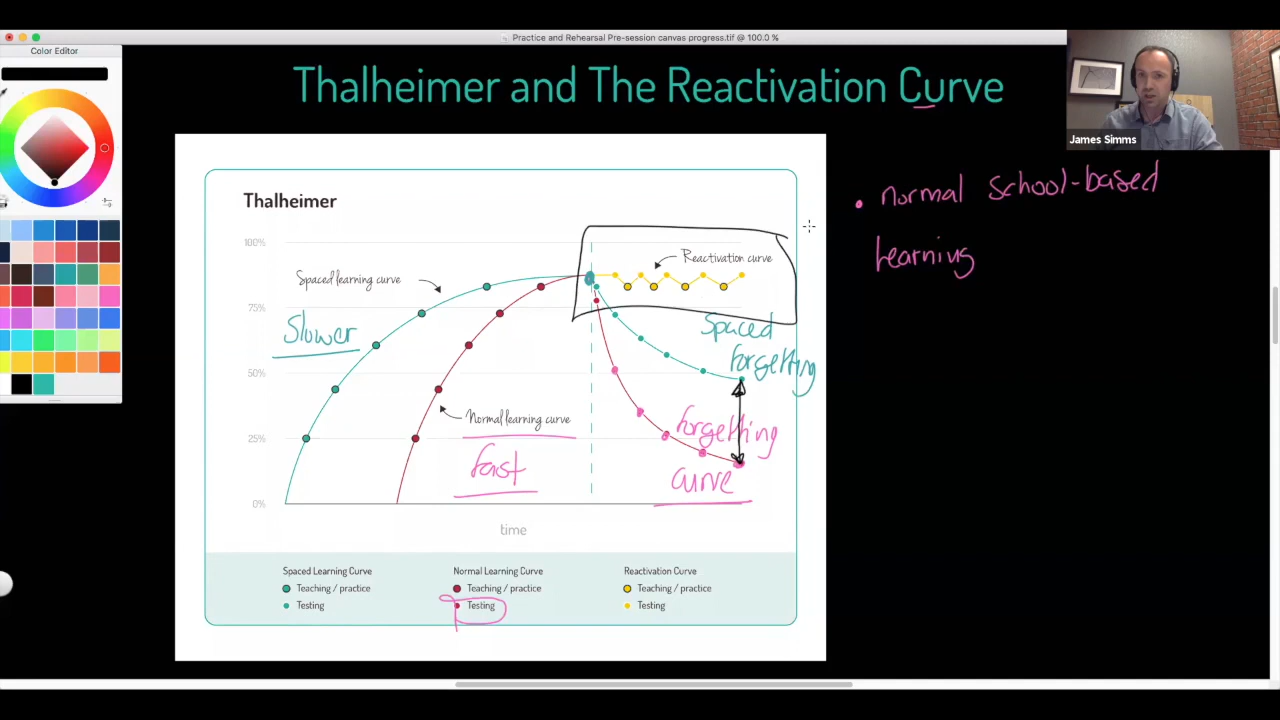 Practice and Rehearsal Pre-session canvas progress.tif @ 100.0 %
Color Editor
Thalheimer and The Reactivation Curve
James Simms
Thalheimer
100%
75%
50%
25%
0%
Spaced learning curve
Reactivation curve
Slower
Spaced
forgetting
Normal learning curve
fast
forgetting
curve
time
Spaced Learning Curve
Teaching / practice
Testing
Normal Learning Curve
Teaching / practice
Testing
Reactivation Curve
Teaching / practice
Testing
• normal school-based
learning